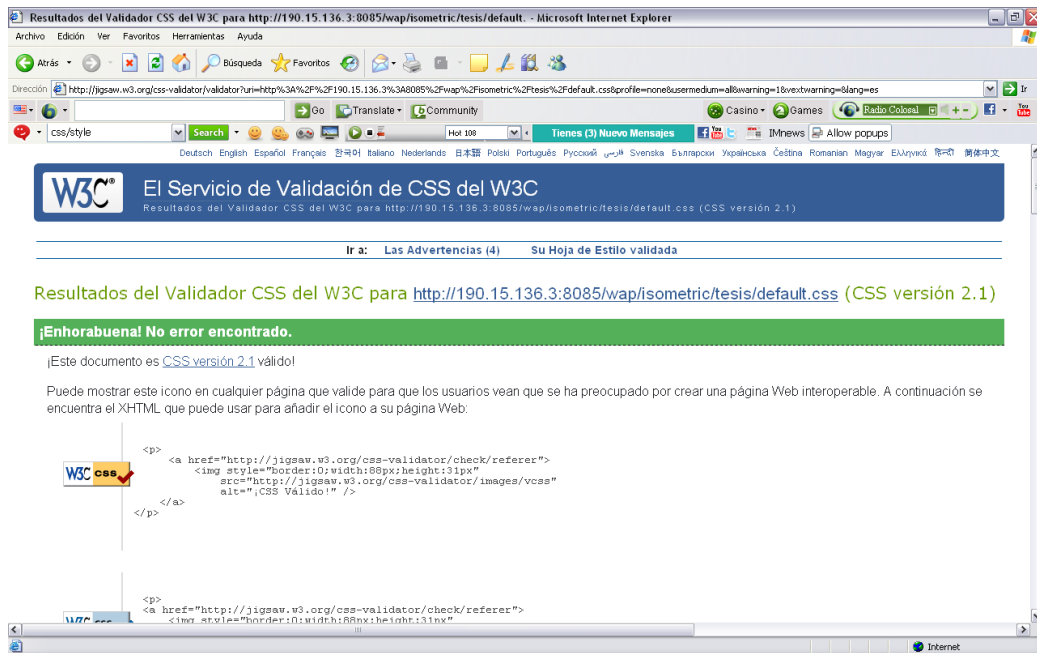 Resultados del Validador CSS del W3C para http://190.15.136.3:8085/wap/isometric/tesis/default. - Microsoft Internet Explorer
Archivo Edición Ver Favoritos Herramientas Ayuda
Atrás Búsqueda Favoritos
Dirección http://jigsaw.w3.org/css-validator/validator?uri=http%3A%2F%2F190.15.136.3%3A8085%2Fwap%2Fisometric%2Ftesis%2Fdefault.css&profile=none&usermedium=all&warning=1&vextwarning=&lang=es Ir
Go Translate Community Casino Games Radio Colosal
css/style Search Hot 108 Tienes (3) Nuevo Mensajes IMnews Allow popups
Deutsch English Español Français 한국어 Italiano Nederlands 日本語 Polski Português Русский فارسی Svenska Български Українська Čeština Romanian Magyar Ελληνικά हिन्दी 简体中文
W3C® El Servicio de Validación de CSS del W3C
Resultados del Validador CSS del W3C para http://190.15.136.3:8085/wap/isometric/tesis/default.css (CSS versión 2.1)
Ir a: Las Advertencias (4) Su Hoja de Estilo validada
Resultados del Validador CSS del W3C para http://190.15.136.3:8085/wap/isometric/tesis/default.css (CSS versión 2.1)
¡Enhorabuena! No error encontrado.
¡Este documento es CSS versión 2.1 válido!
Puede mostrar este icono en cualquier página que valide para que los usuarios vean que se ha preocupado por crear una página Web interoperable. A continuación se
encuentra el XHTML que puede usar para añadir el icono a su página Web:
<p>
<a href="http://jigsaw.w3.org/css-validator/check/referer">
W3C css <img style="border:0;width:88px;height:31px"
src="http://jigsaw.w3.org/css-validator/images/vcss"
alt="¡CSS Válido!" />
</a>
</p>
<p>
<a href="http://jigsaw.w3.org/css-validator/check/referer">
W3C css <img style="border:0;width:88px;height:31px"
Internet